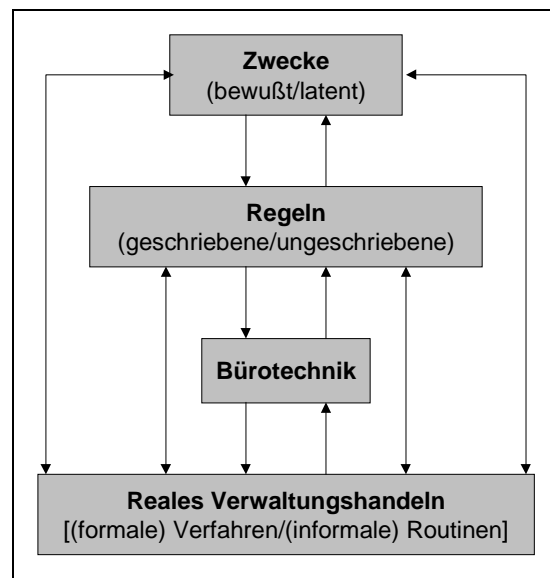 Zwecke
(bewußt/latent)
Regeln
(geschriebene/ungeschriebene)
Bürotechnik
Reales Verwaltungshandeln
[(formale) Verfahren/(informale) Routinen]